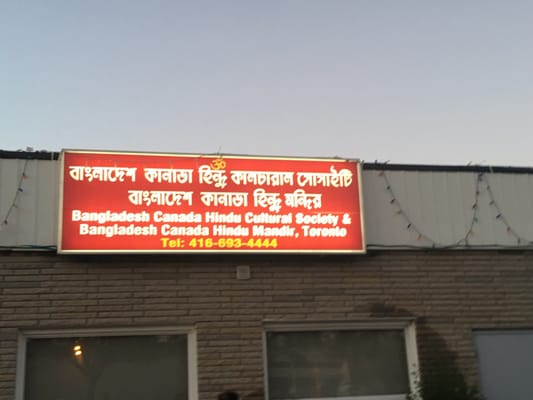 ॐ
বাংলাদেশ কানাডা হিন্দু কালচারাল সোসাইটি
বাংলাদেশ কানাডা হিন্দু মন্দির
Bangladesh Canada Hindu Cultural Society &
Bangladesh Canada Hindu Mandir, Toronto
Tel: 416-693-4444